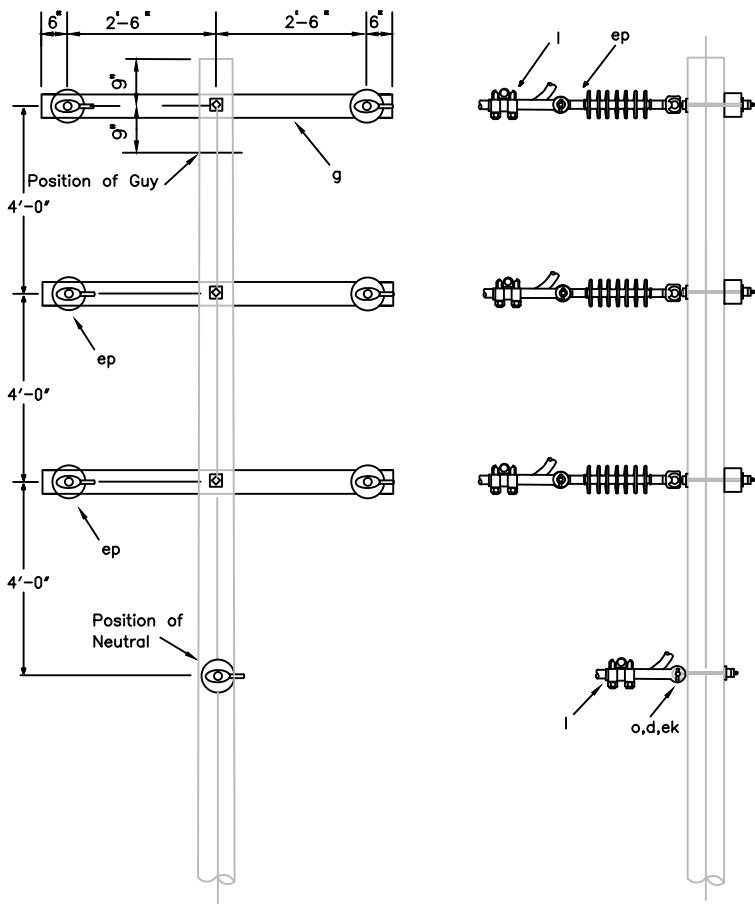 6" 2'-6" 2'-6" 6"
l
ep
9"
9"
g
Position of Guy
4'-0"
ep
4'-0"
ep
4'-0"
Position of
Neutral
l
o,d,ek